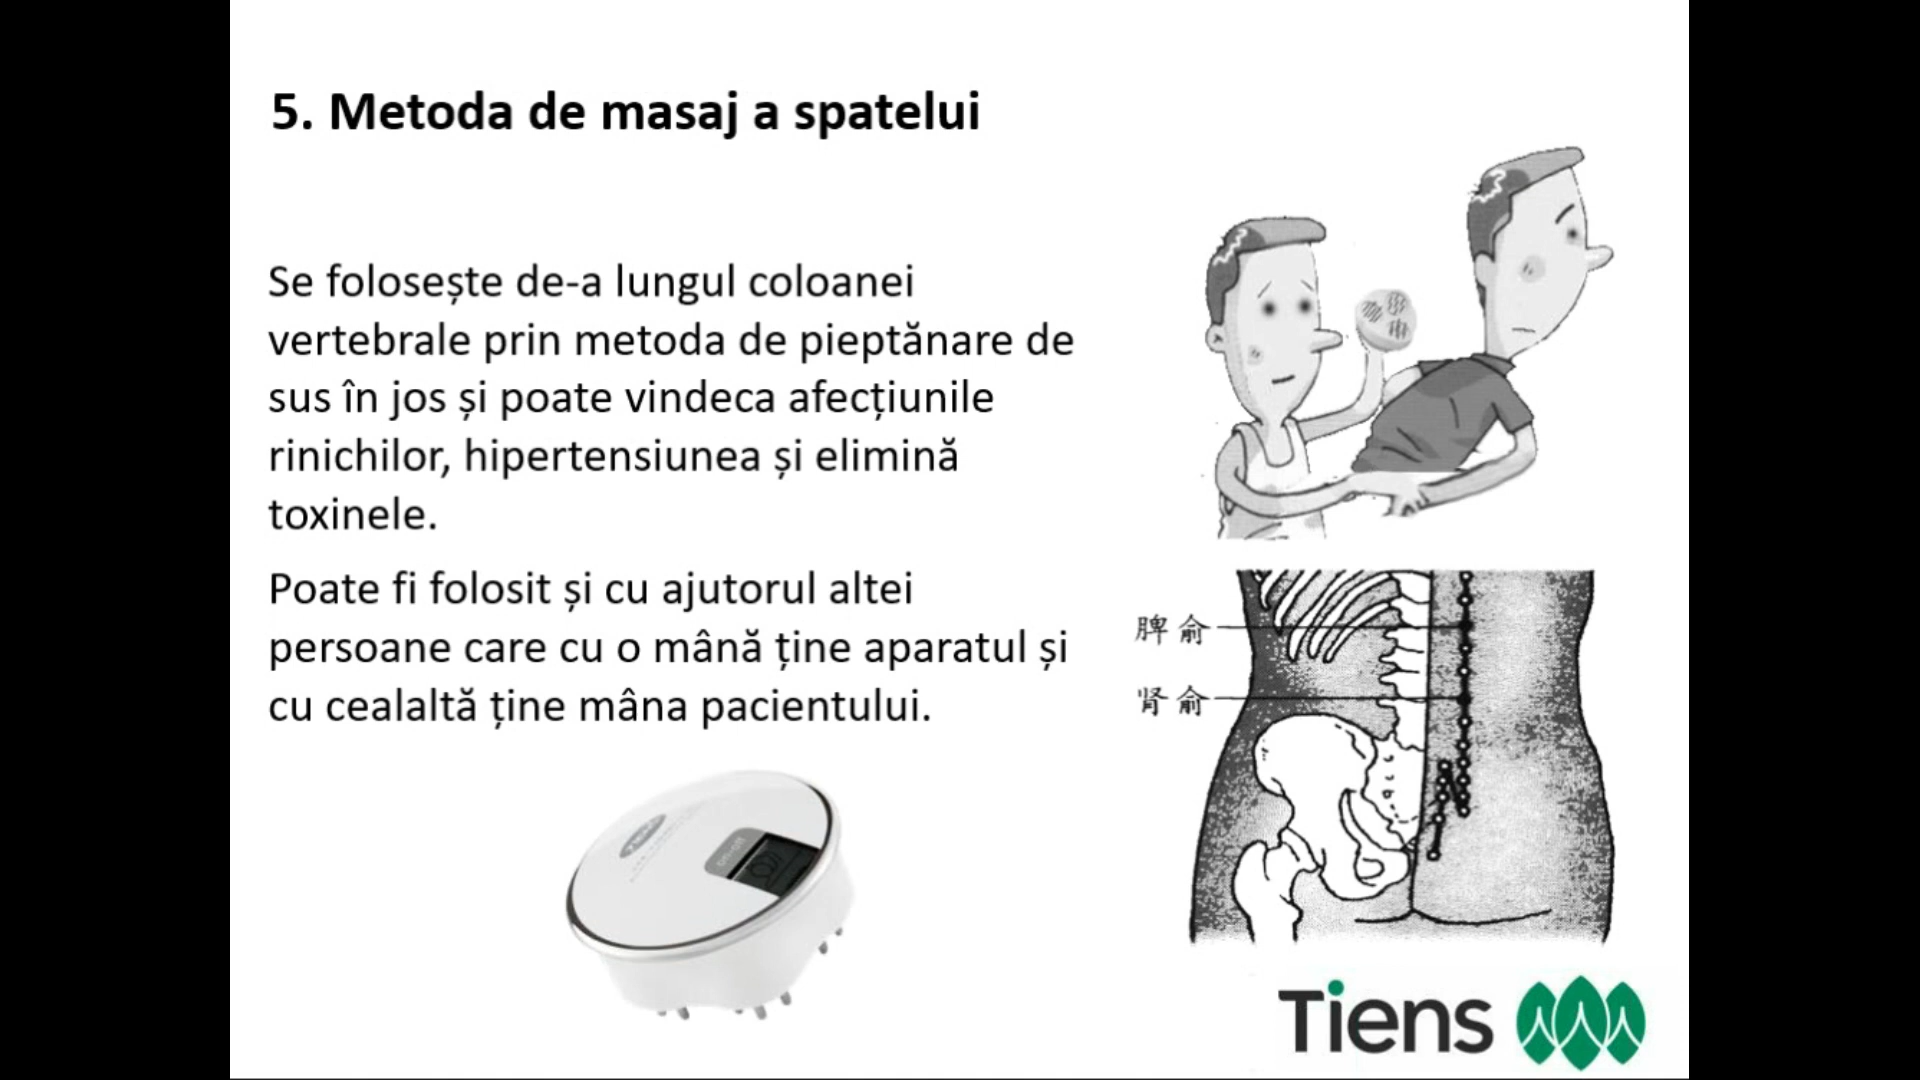 5. Metoda de masaj a spatelui
Se folosește de-a lungul coloanei
vertebrale prin metoda de pieptănare de
sus în jos și poate vindeca afecțiunile
rinichilor, hipertensiunea și elimină
toxinele.
Poate fi folosit și cu ajutorul altei
persoane care cu o mână ține aparatul și
cu cealaltă ține mâna pacientului.
脾俞
肾俞
on-off
Tiens